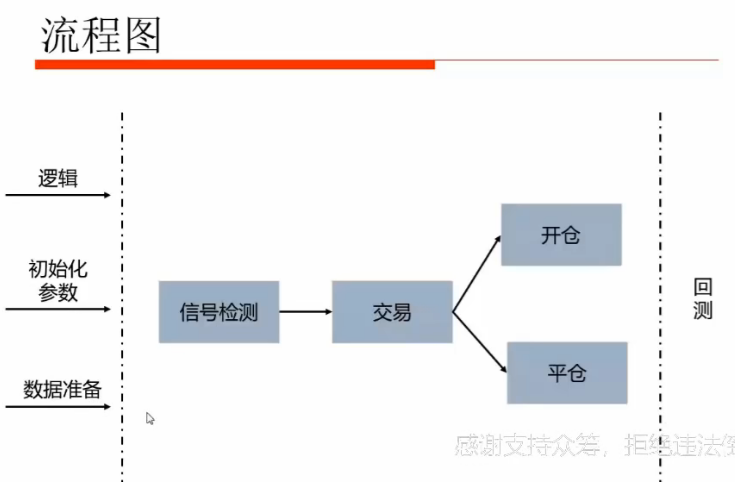 流程图
逻辑
初始化
参数
数据准备
信号检测
交易
开仓
平仓
回
测
感谢支持众筹，拒绝违法